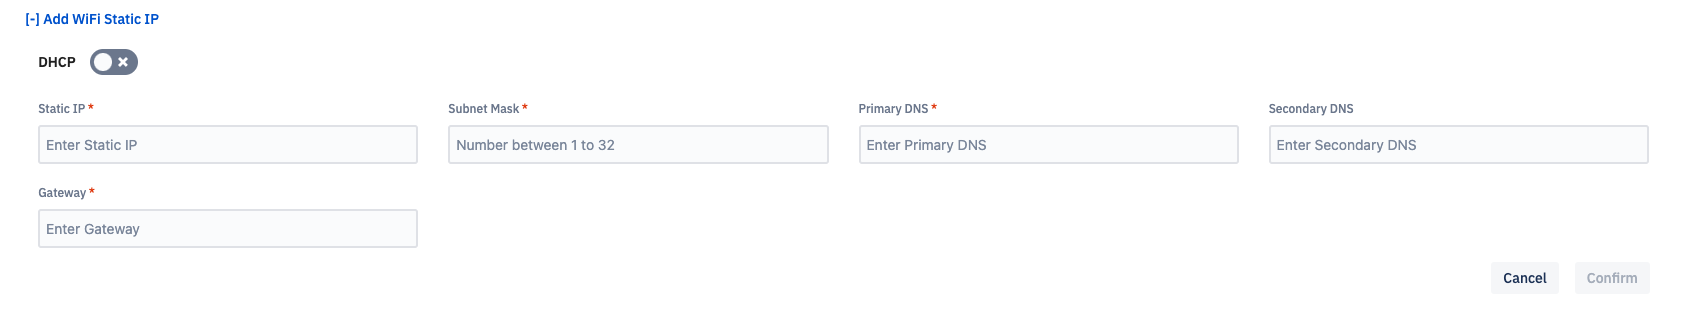 [-] Add WiFi Static IP
DHCP
Static IP *
Subnet Mask *
Primary DNS *
Secondary DNS
Enter Static IP
Number between 1 to 32
Enter Primary DNS
Enter Secondary DNS
Gateway *
Enter Gateway
Cancel
Confirm